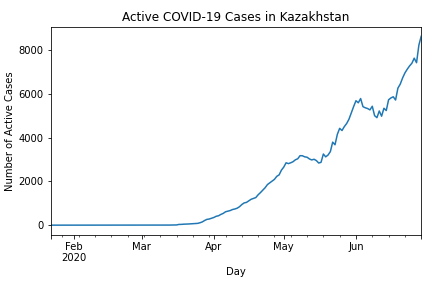 Active COVID-19 Cases in Kazakhstan
Number of Active Cases
8000
6000
4000
2000
0
Feb Mar Apr May Jun
2020
Day